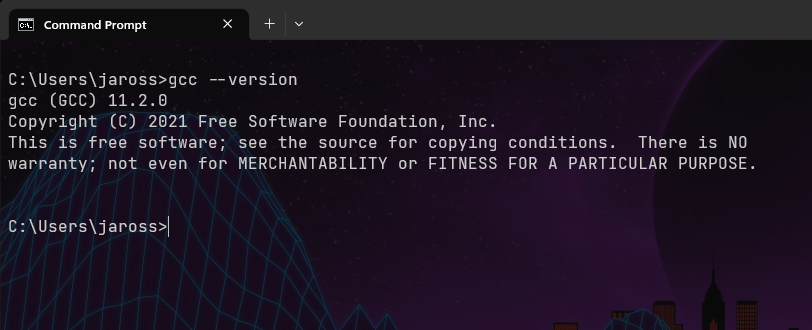 Command Prompt
C:\Users\jaross>gcc --version
gcc (GCC) 11.2.0
Copyright (C) 2021 Free Software Foundation, Inc.
This is free software; see the source for copying conditions.  There is NO
warranty; not even for MERCHANTABILITY or FITNESS FOR A PARTICULAR PURPOSE.
C:\Users\jaross>